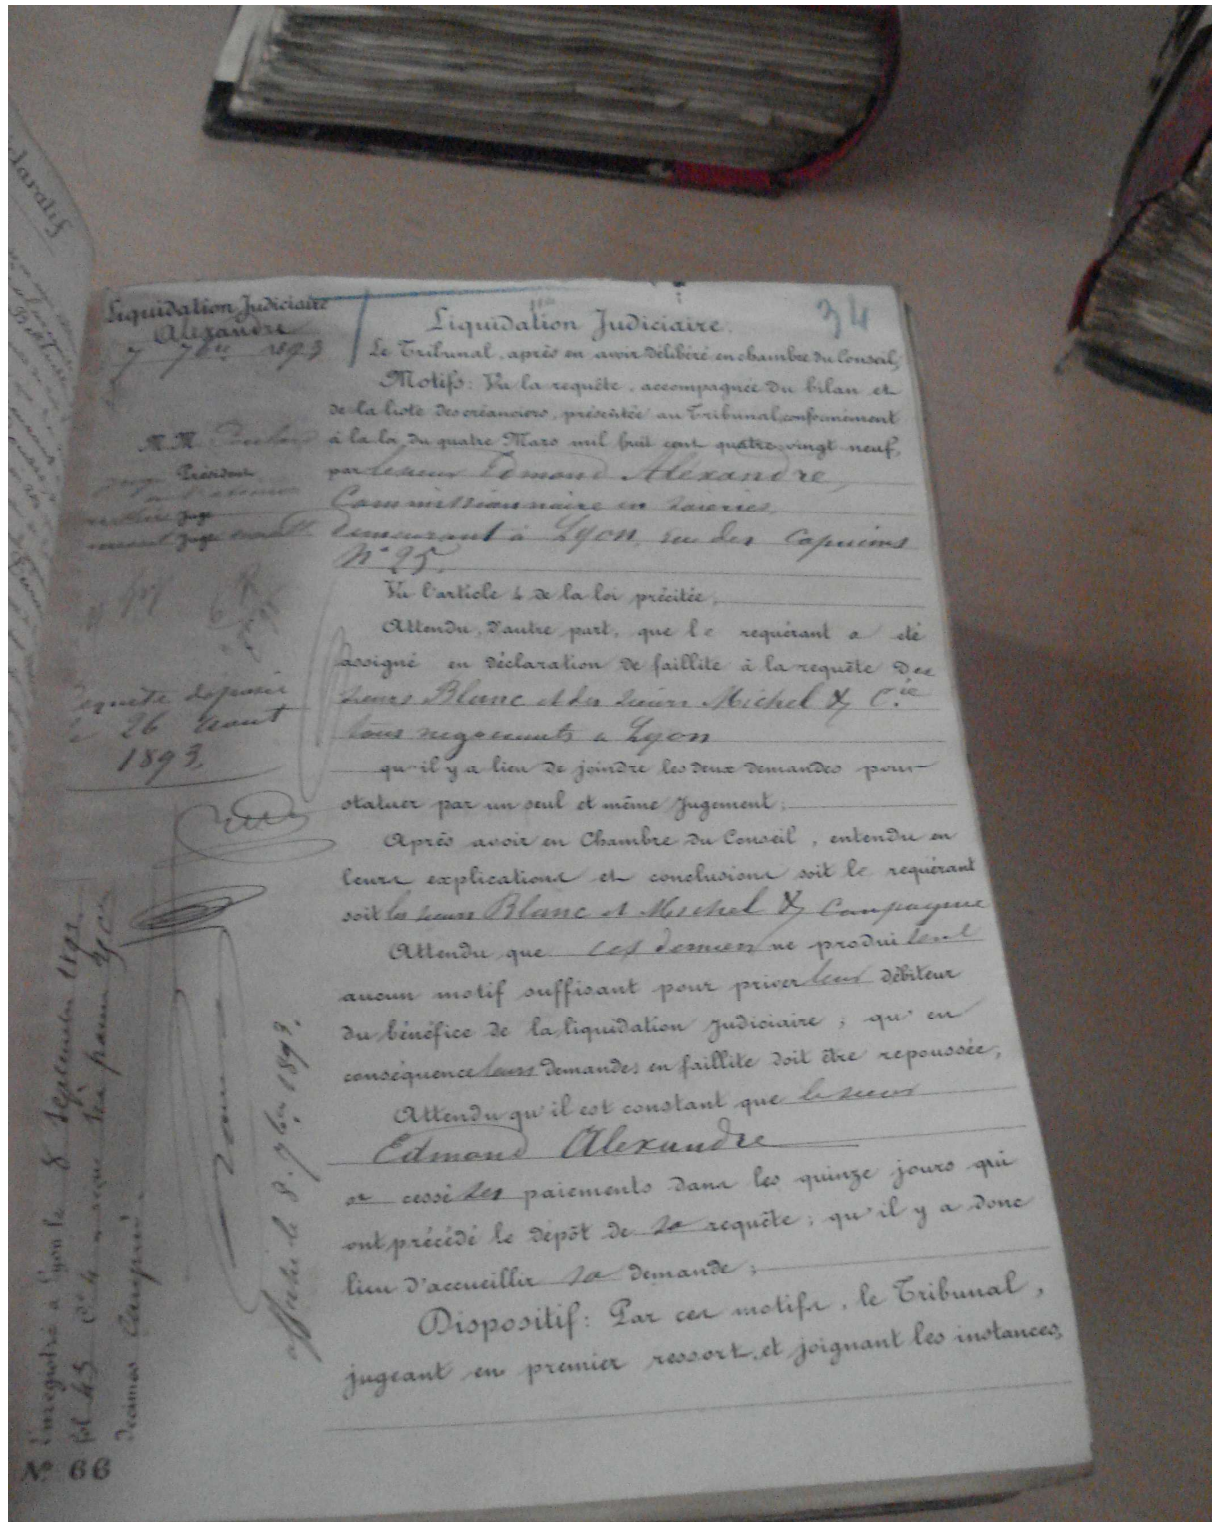 Liquidation Judiciaire
Alexandre
7 7bre 1893
34
Liquidation Judiciaire.
Le Tribunal, après en avoir délibéré en chambre du Conseil,
Motifs: Vu la requête, accompagnée du bilan et
de la liste des créanciers, présentée au Tribunal, conformément
à la loi du quatre Mars mil huit cent quatre-vingt neuf,
par le sieur Edmond Alexandre,
Commissionnaire en soieries,
demeurant à Lyon, rue des Capucins
N° 25.
Vu l'article 4 de la loi précitée;
Attendu, d'autre part, que le requérant a été
assigné en déclaration de faillite à la requête des
sieurs Blanc et des sieurs Michel & Cie
tous négociants à Lyon
qu'il y a lieu de joindre les deux demandes pour
statuer par un seul et même Jugement;
Après avoir en Chambre du Conseil, entendu en
leurs explications et conclusions soit le requérant
soit les sieurs Blanc et Michel & Compagnie
Attendu que ces derniers ne produisent
aucun motif suffisant pour priver leur débiteur
du bénéfice de la liquidation judiciaire; qu'en
conséquence leurs demandes en faillite doit être repoussée;
Attendu qu'il est constant que le sieur
Edmond Alexandre
a cessé ses paiements dans les quinze jours qui
ont précédé le dépôt de sa requête; qu'il y a donc
lieu d'accueillir sa demande;
Dispositif: Par ces motifs, le Tribunal,
jugeant en premier ressort, et joignant les instances,
M.M.
Président
Juge
Juge
Requête déposée
le 26 Aout
1893
Enregistré à Lyon le 8 septembre 1893
fol 45
décimes compris
affiché le 8. 7bre 1893.
N° 66